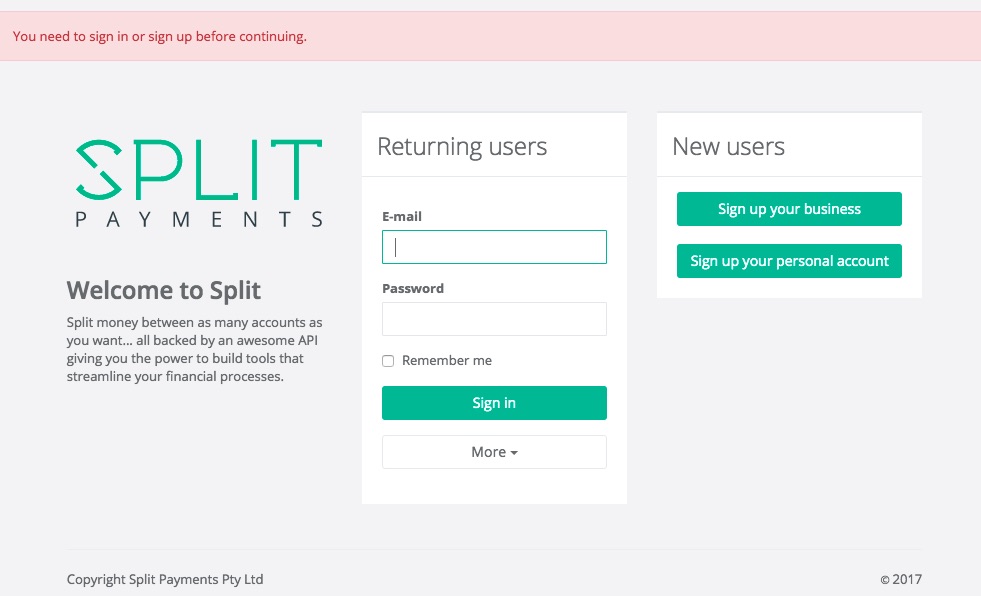 You need to sign in or sign up before continuing.
SPLIT
PAYMENTS
Welcome to Split
Split money between as many accounts as
you want... all backed by an awesome API
giving you the power to build tools that
streamline your financial processes.
Returning users
E-mail
Password
Remember me
Sign in
More
New users
Sign up your business
Sign up your personal account
Copyright Split Payments Pty Ltd
© 2017